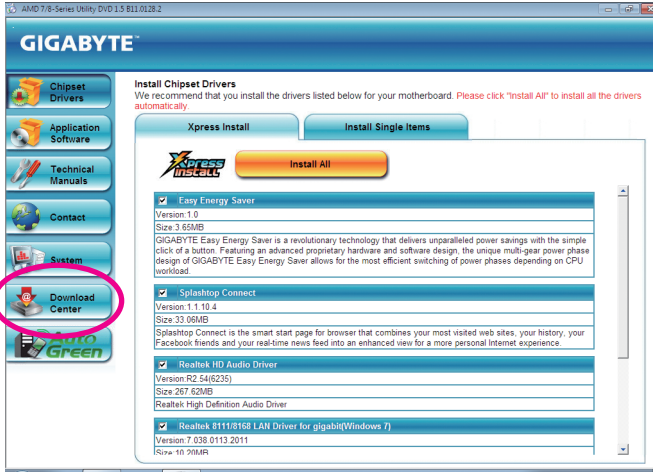 AMD 7/8-Series Utility DVD 1.5 B11.0128.2
GIGABYTE™
Chipset
Drivers
Application
Software
Technical
Manuals
Contact
System
Download
Center
Auto
Green
Install Chipset Drivers
We recommend that you install the drivers listed below for your motherboard. Please click "Install All" to install all the drivers
automatically.
Xpress Install
Install Single Items
Xpress
Install
Install All
Easy Energy Saver
Version:1.0
Size:3.65MB
GIGABYTE Easy Energy Saver is a revolutionary technology that delivers unparalleled power savings with the simple
click of a button. Featuring an advanced proprietary hardware and software design, the unique multi-gear power phase
design of GIGABYTE Easy Energy Saver allows for the most efficient switching of power phases depending on CPU
workload.
Splashtop Connect
Version:1.1.10.4
Size:33.06MB
Splashtop Connect is the smart start page for browser that combines your most visited web sites, your history, your
Facebook friends and your real-time news feed into an enhanced view for a more personal Internet experience.
Realtek HD Audio Driver
Version:R2.54(6235)
Size:267.62MB
Realtek High Definition Audio Driver
Realtek 8111/8168 LAN Driver for gigabit(Windows 7)
Version:7.038.0113.2011
Size:10.20MB